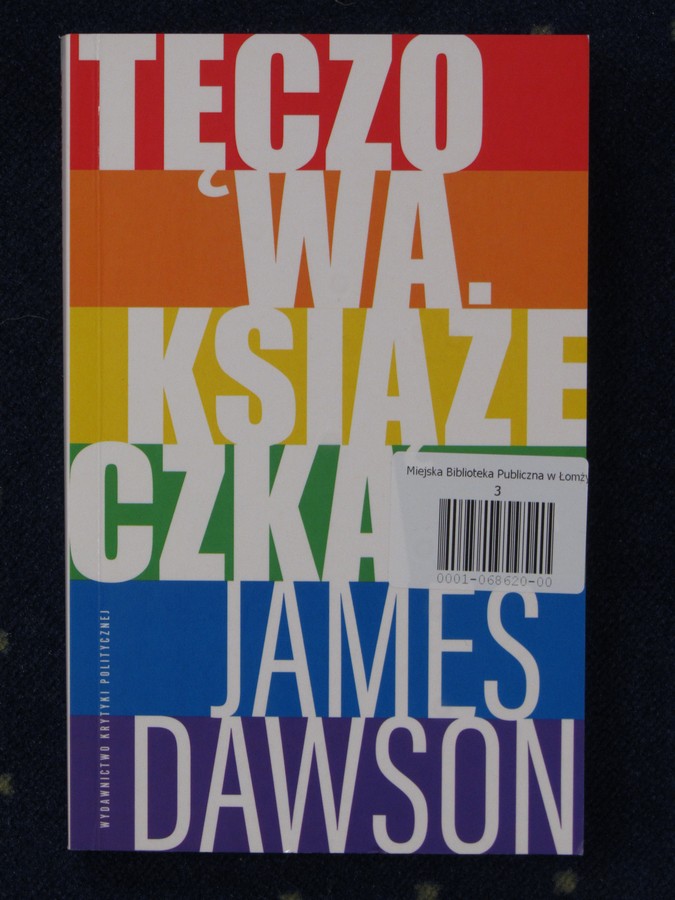 TĘCZO
WA.
KSIĄŻE
CZKA
Miejska Biblioteka Publiczna w Łomży
3
0001-068620-00
JAMES
DAWSON
WYDAWNICTWO KRYTYKI POLITYCZNEJ